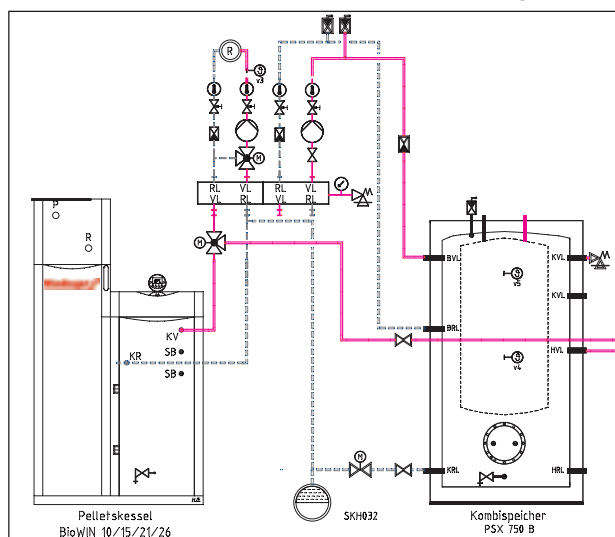 R
S
v3
M
RL VL RL VL
VL RL VL RL
P
R
M
KV
SB
KR
SB
BVL
KVL
S
v5
KVL
BRL
HVL
S
v4
M
KRL
HRL
SKH032
Pelletskessel
BioWIN 10/15/21/26
Kombispeicher
PSX 750 B